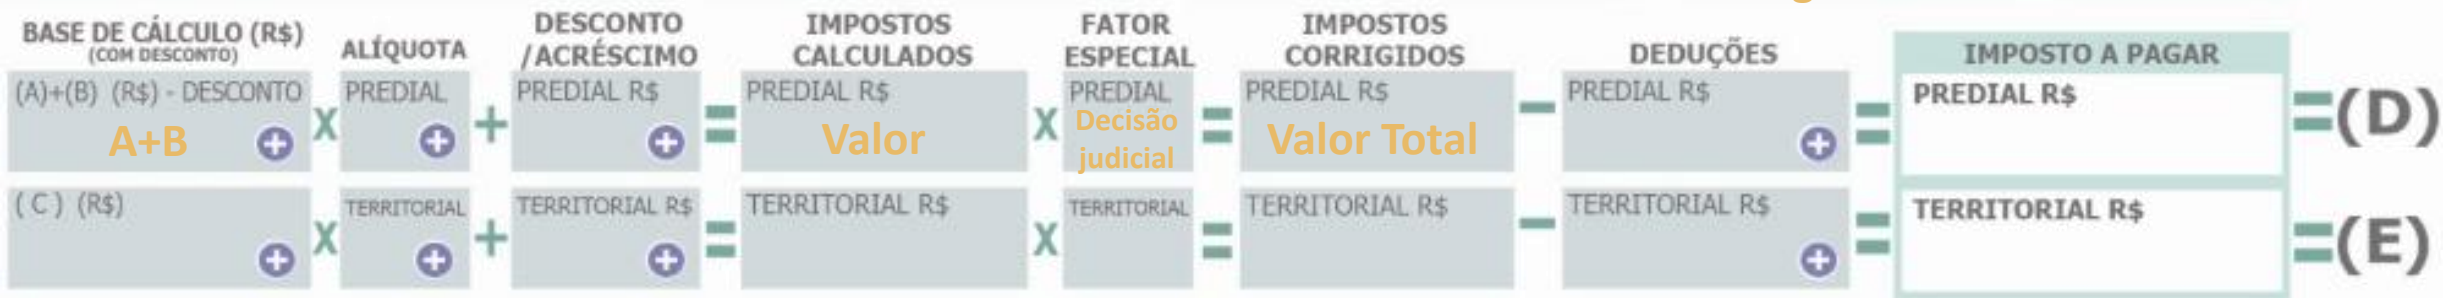 BASE DE CÁLCULO (R$)
(COM DESCONTO)
ALÍQUOTA
DESCONTO
/ACRÉSCIMO
IMPOSTOS
CALCULADOS
FATOR
ESPECIAL
IMPOSTOS
CORRIGIDOS
DEDUÇÕES
IMPOSTO A PAGAR
(A)+(B) (R$) - DESCONTO
A+B
X
PREDIAL
+
PREDIAL R$
=
PREDIAL R$
Valor
X
PREDIAL
Decisão
judicial
=
PREDIAL R$
Valor Total
-
PREDIAL R$
=
PREDIAL R$
=(D)
(C) (R$)
X
TERRITORIAL
+
TERRITORIAL R$
=
TERRITORIAL R$
X
TERRITORIAL
=
TERRITORIAL R$
-
TERRITORIAL R$
=
TERRITORIAL R$
=(E)